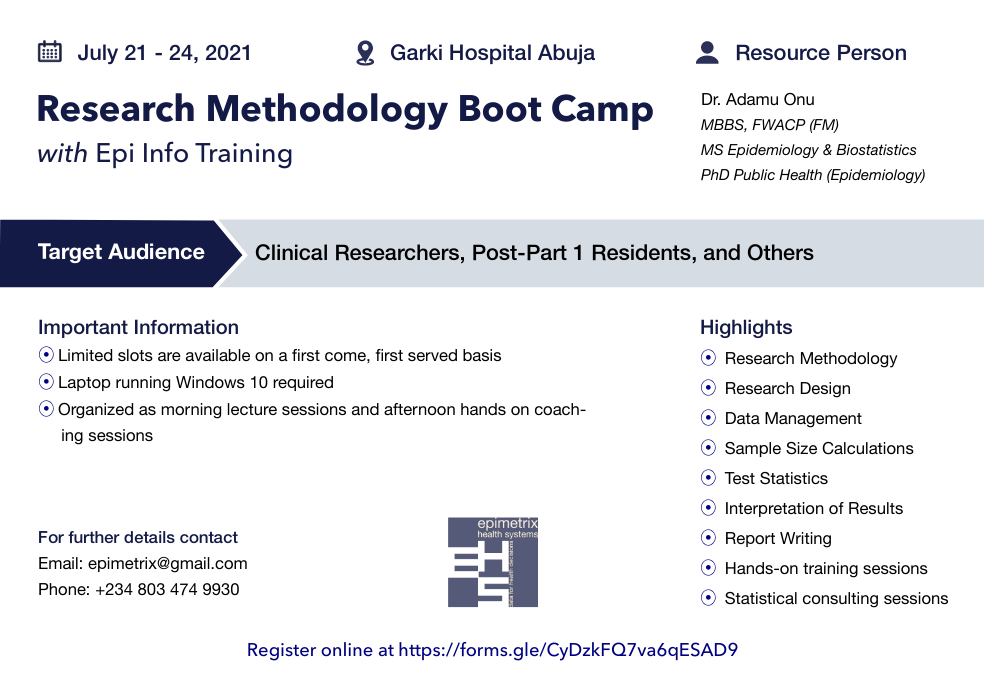 July 21 - 24, 2021
Garki Hospital Abuja
Resource Person
Research Methodology Boot Camp
with Epi Info Training
Dr. Adamu Onu
MBBS, FWACP (FM)
MS Epidemiology & Biostatistics
PhD Public Health (Epidemiology)
Target Audience
Clinical Researchers, Post-Part 1 Residents, and Others
Important Information
Limited slots are available on a first come, first served basis
Laptop running Windows 10 required
Organized as morning lecture sessions and afternoon hands on coach-
ing sessions
Highlights
Research Methodology
Research Design
Data Management
Sample Size Calculations
Test Statistics
Interpretation of Results
Report Writing
Hands-on training sessions
Statistical consulting sessions
For further details contact
Email: epimetrix@gmail.com
Phone: +234 803 474 9930
epimetrix
health systems
EHS
Register online at https://forms.gle/CyDzkFQ7va6qESAD9